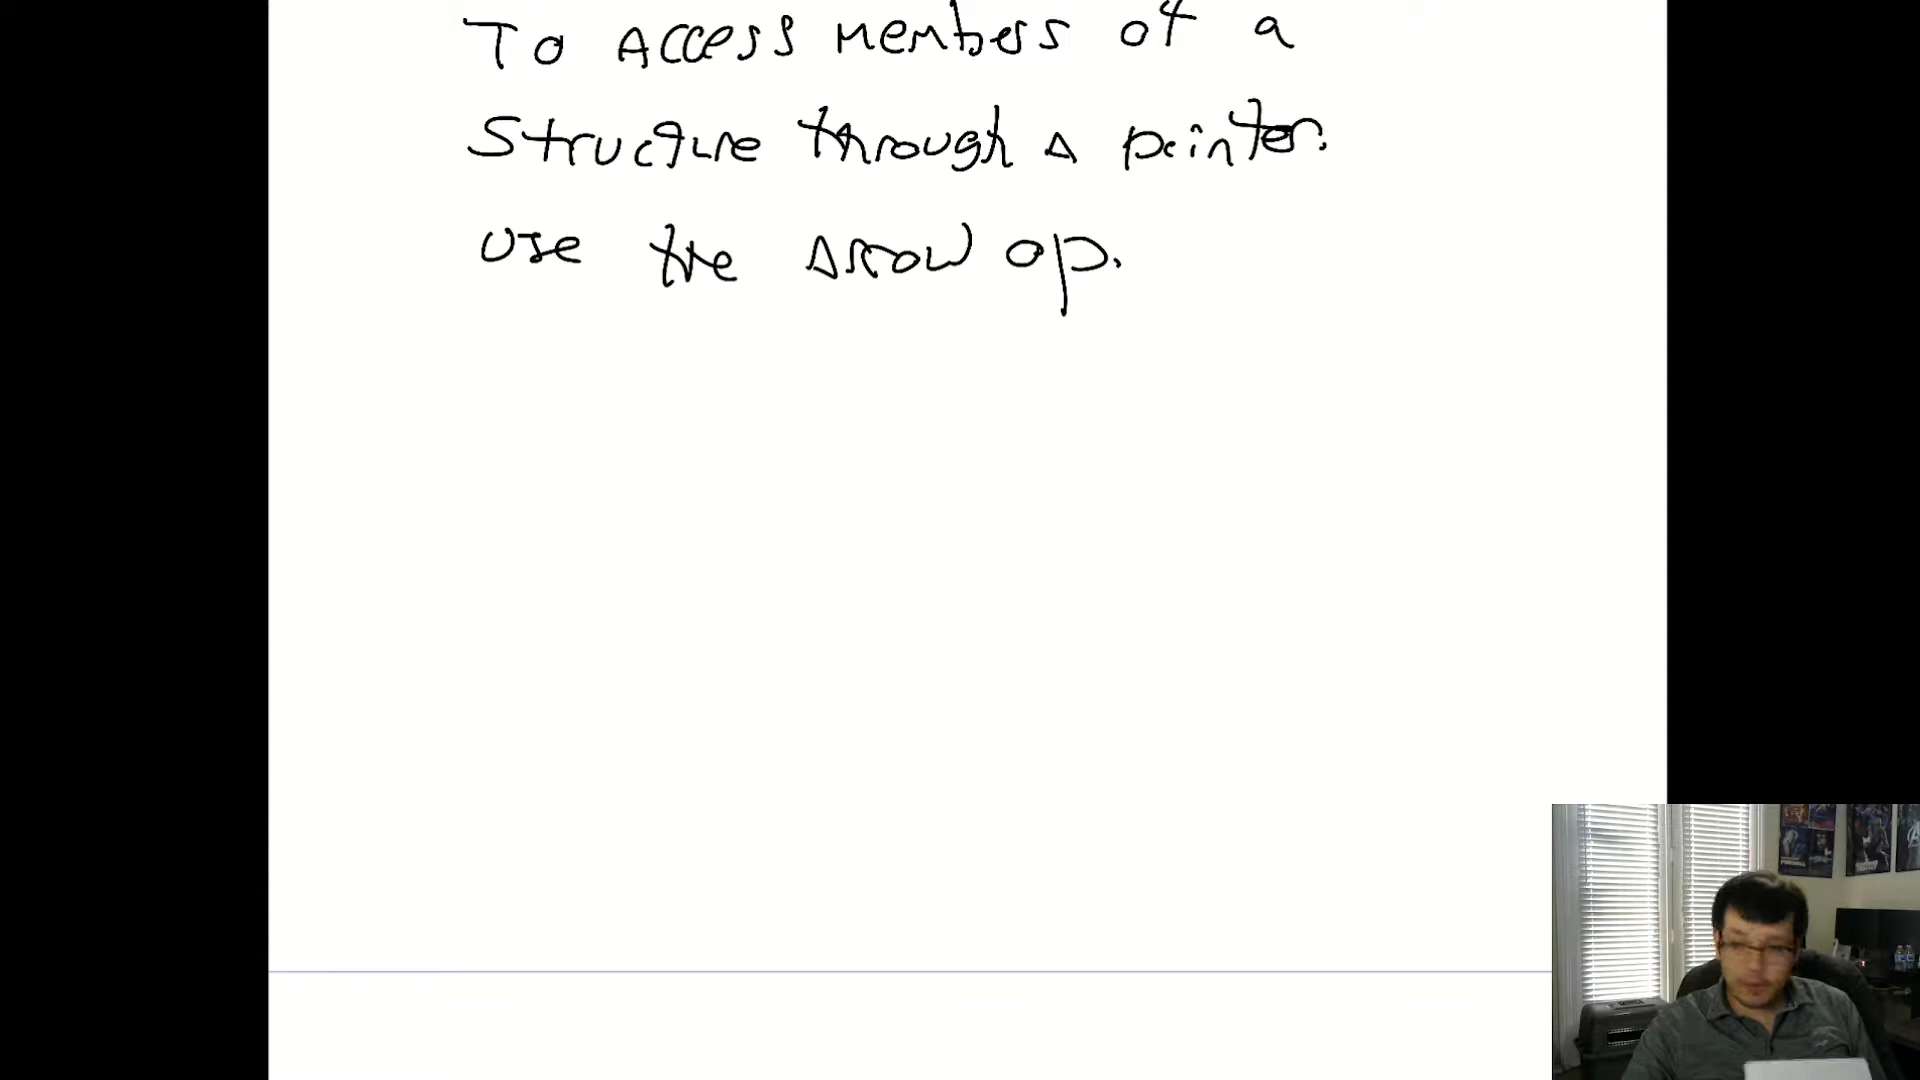 To Access members of a
Structure through a pointer.
use the Arrow op.